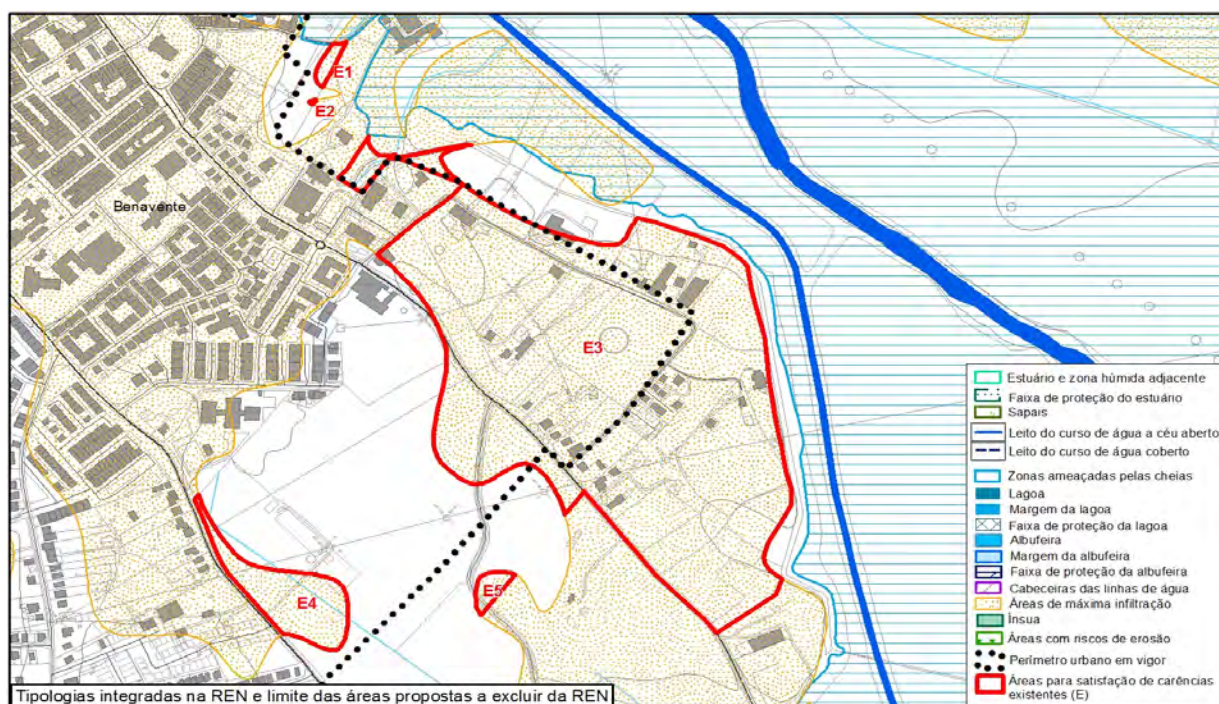 E1
E2
Benavente
E3
E4
E5
Estuário e zona húmida adjacente
Faixa de proteção do estuário
Sapais
Leito do curso de água a céu aberto
Leito do curso de água coberto
Zonas ameaçadas pelas cheias
Lagoa
Margem da lagoa
Faixa de proteção da lagoa
Albufeira
Margem da albufeira
Faixa de proteção da albufeira
Cabeceiras das linhas de água
Áreas de máxima infiltração
Ínsua
Áreas com riscos de erosão
Perímetro urbano em vigor
Áreas para satisfação de carências
existentes (E)
Tipologias integradas na REN e limite das áreas propostas a excluir da REN